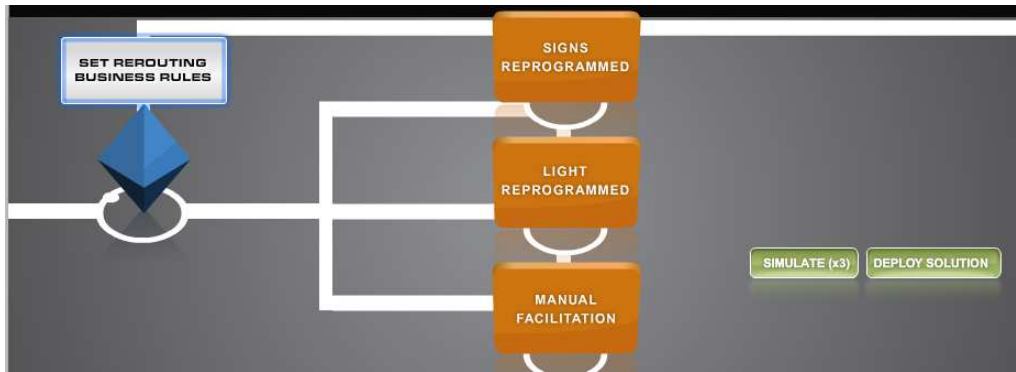 SET REROUTING
BUSINESS RULES
SIGNS
REPROGRAMMED
LIGHT
REPROGRAMMED
MANUAL
FACILITATION
SIMULATE (x3)
DEPLOY SOLUTION